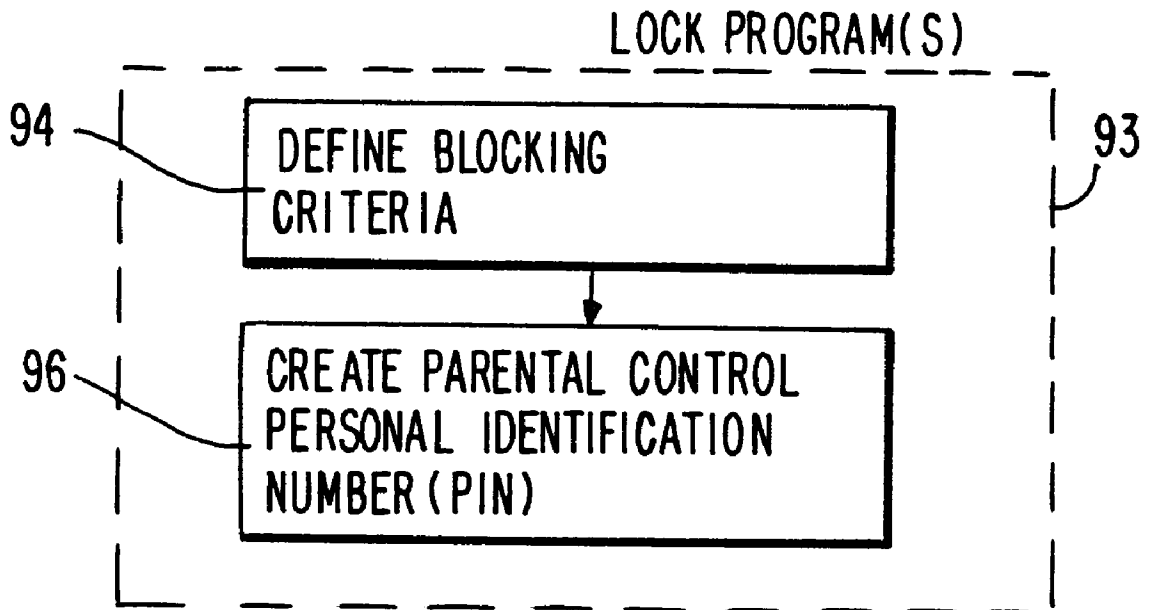 LOCK PROGRAM(S)
94
DEFINE BLOCKING
CRITERIA
93
96
CREATE PARENTAL CONTROL
PERSONAL IDENTIFICATION
NUMBER (PIN)